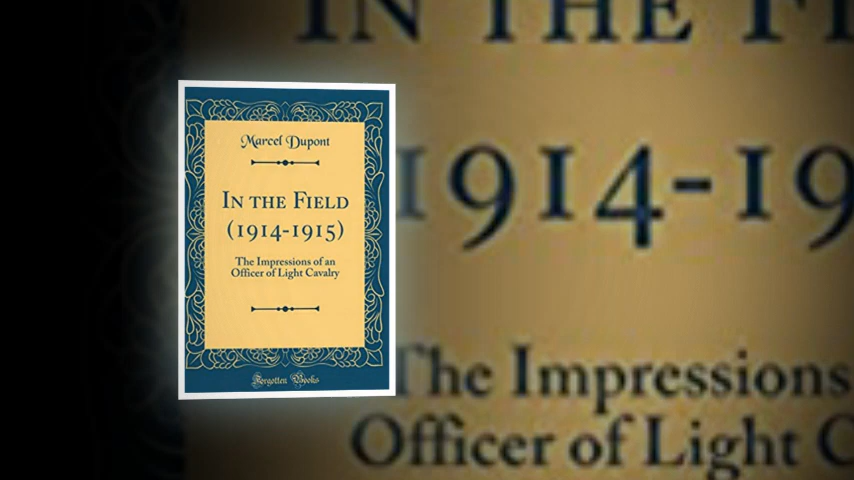 Marcel Dupont
In the Field
(1914-1915)
The Impressions of an
Officer of Light Cavalry
Forgotten Books
IN THE FI
1914-19
The Impressions
Officer of Light C